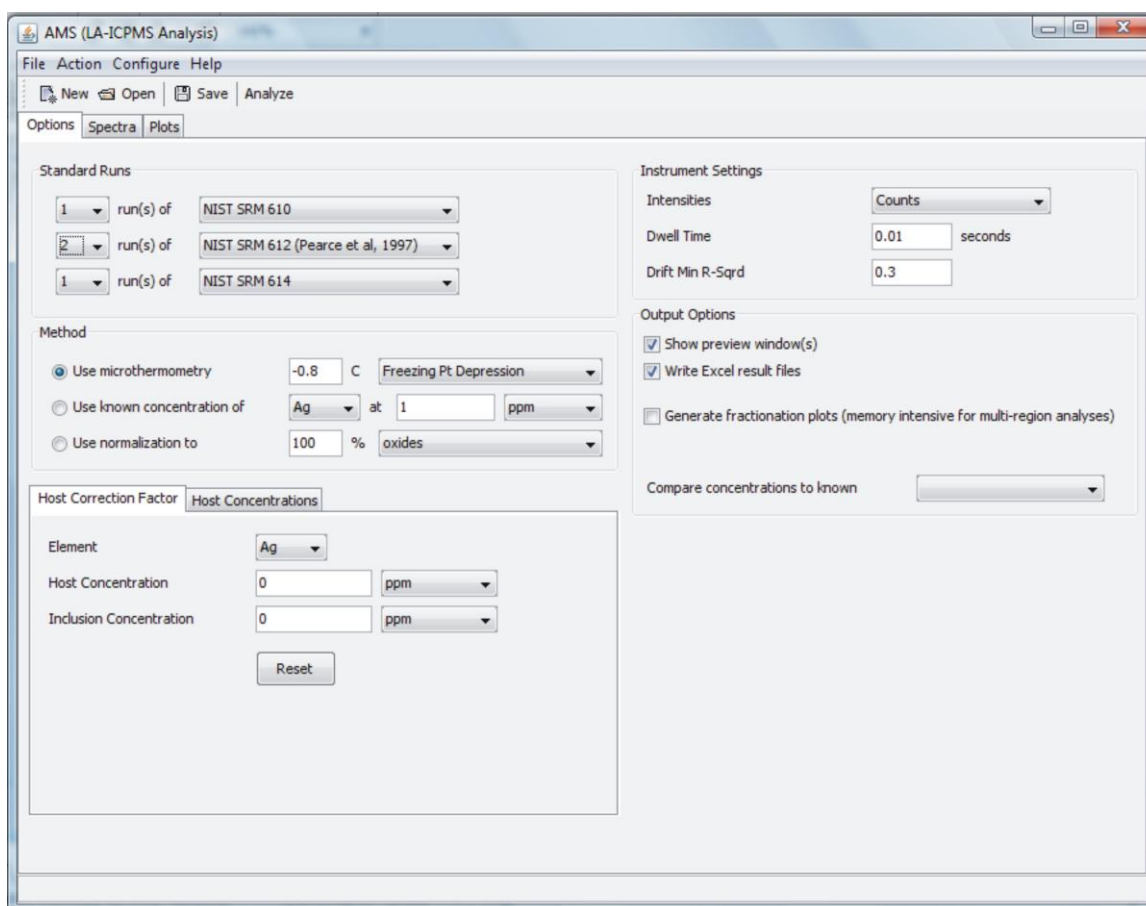 AMS (LA-ICPMS Analysis)
File Action Configure Help
New Open Save Analyze
Options Spectra Plots
Standard Runs
1 run(s) of NIST SRM 610
2 run(s) of NIST SRM 612 (Pearce et al, 1997)
1 run(s) of NIST SRM 614
Method
Use microthermometry -0.8 C Freezing Pt Depression
Use known concentration of Ag at 1 ppm
Use normalization to 100 % oxides
Host Correction Factor Host Concentrations
Element Ag
Host Concentration 0 ppm
Inclusion Concentration 0 ppm
Reset
Instrument Settings
Intensities Counts
Dwell Time 0.01 seconds
Drift Min R-Sqrd 0.3
Output Options
Show preview window(s)
Write Excel result files
Generate fractionation plots (memory intensive for multi-region analyses)
Compare concentrations to known